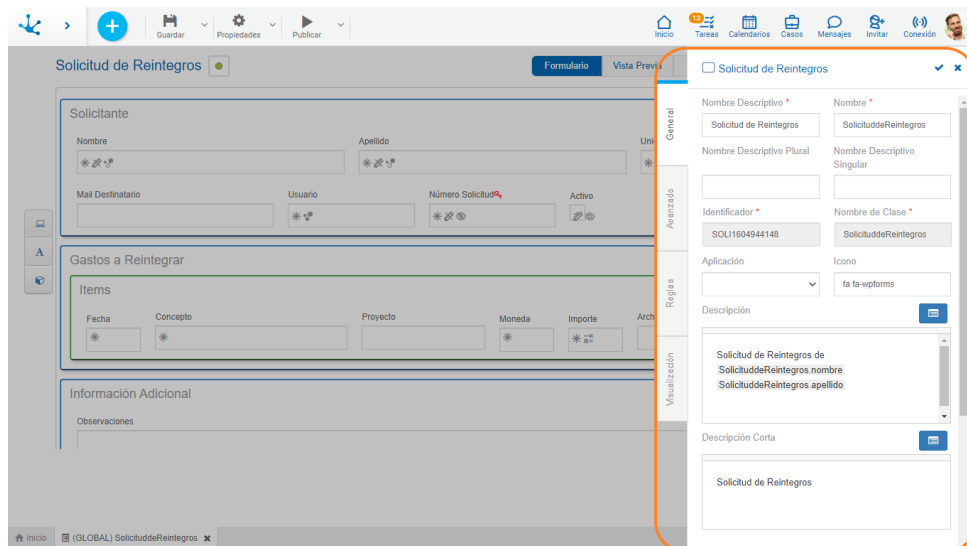 Guardar
Propiedades
Publicar
Inicio
13
Tareas
Calendarios
Casos
Mensajes
Invitar
Conexión
Solicitud de Reintegros
Formulario
Vista Previa
Solicitante
Nombre
Apellido
Uni
Mail Destinatario
Usuario
Número Solicitud
Activo
A
Gastos a Reintegrar
Items
Fecha
Concepto
Proyecto
Moneda
Importe
Arch
Información Adicional
Observaciones
Inicio
(GLOBAL) SolicituddeReintegros
General
Avanzado
Reglas
Visualización
Solicitud de Reintegros
Nombre Descriptivo *
Nombre *
Solicitud de Reintegros
SolicituddeReintegros
Nombre Descriptivo Plural
Nombre Descriptivo
Singular
Identificador *
Nombre de Clase *
SOLI1604944148
SolicituddeReintegros
Aplicación
Icono
fa fa-wpforms
Descripción
Solicitud de Reintegros de
SolicituddeReintegros.nombre
SolicituddeReintegros.apellido
Descripción Corta
Solicitud de Reintegros